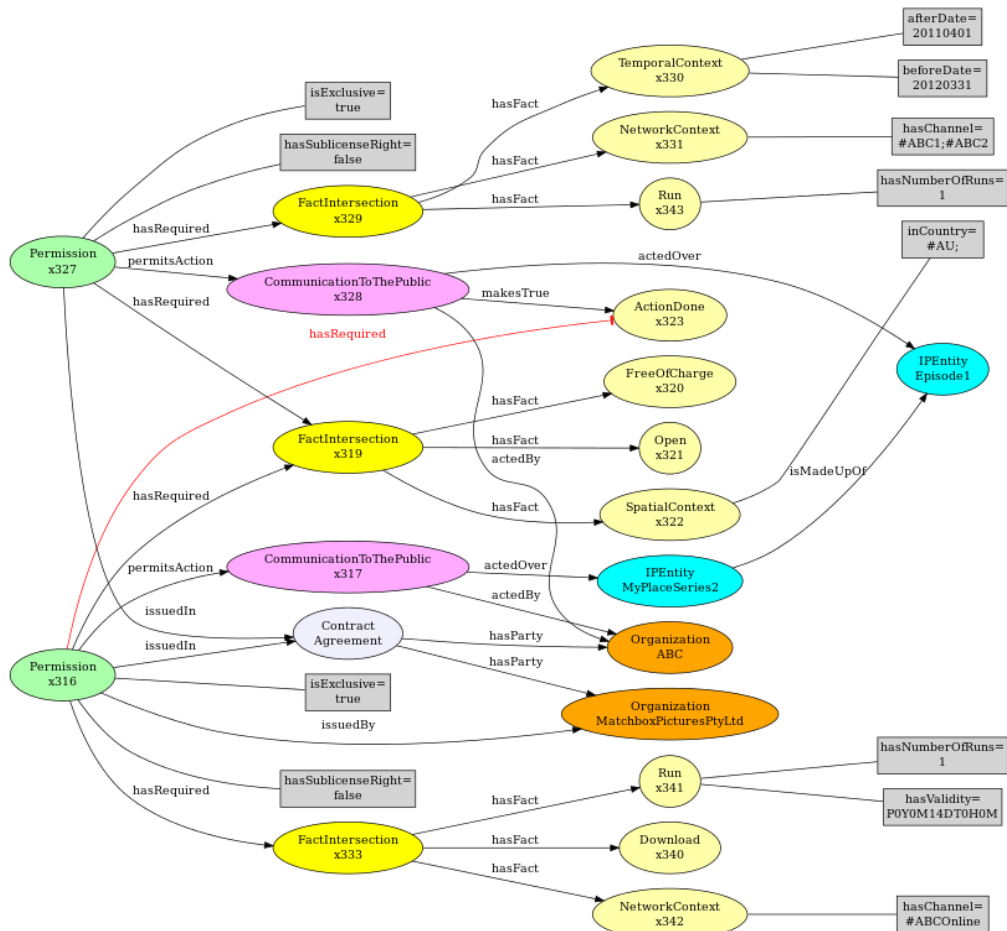 afterDate=
20110401
TemporalContext
x330
beforeDate=
20120331
isExclusive=
true
hasFact
NetworkContext
x331
hasChannel=
#ABC1;#ABC2
hasSublicenseRight=
false
hasFact
Run
x343
hasNumberOfRuns=
1
FactIntersection
x329
hasFact
hasRequired
inCountry=
#AU;
Permission
x327
permitsAction
CommunicationToThePublic
x328
actedOver
makesTrue
hasRequired
ActionDone
x323
hasRequired
IPEntity
Episode1
FreeOfCharge
x320
hasFact
FactIntersection
x319
hasFact
Open
x321
actedBy
isMadeUpOf
hasRequired
hasFact
SpatialContext
x322
CommunicationToThePublic
x317
permitsAction
actedOver
IPEntity
MyPlaceSeries2
actedBy
issuedIn
Contract
Agreement
hasParty
Organization
ABC
issuedIn
hasParty
Permission
x316
isExclusive=
true
issuedBy
Organization
MatchboxPicturesPtyLtd
hasNumberOfRuns=
1
hasSublicenseRight=
false
Run
x341
hasRequired
hasFact
hasValidity=
P0Y0M14DT0H0M
FactIntersection
x333
hasFact
Download
x340
hasFact
NetworkContext
x342
hasChannel=
#ABCOnline